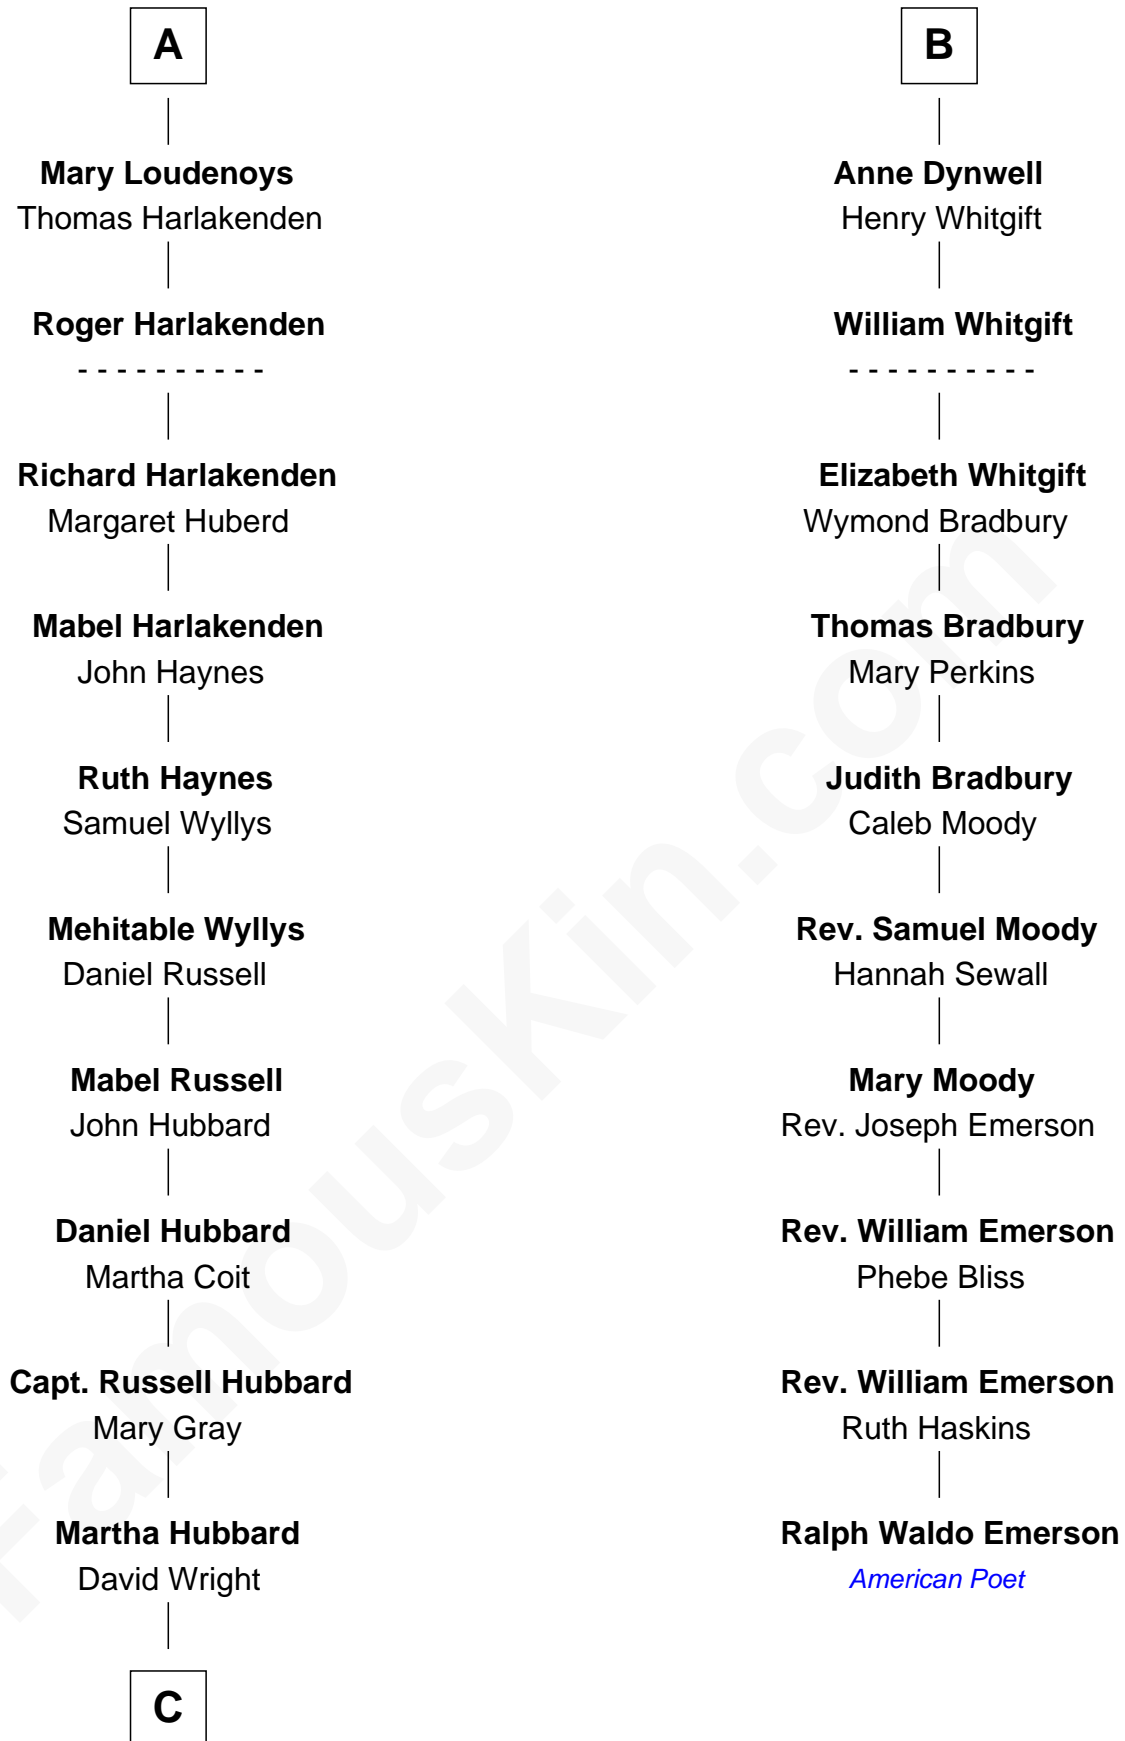 A
Mary Loudenoys
Thomas Harlakenden
Roger Harlakenden
- - - - - - - - - -
Richard Harlakenden
Margaret Huberd
Mabel Harlakenden
John Haynes
Ruth Haynes
Samuel Wyllys
Mehitable Wyllys
Daniel Russell
Mabel Russell
John Hubbard
Daniel Hubbard
Martha Coit
Capt. Russell Hubbard
Mary Gray
Martha Hubbard
David Wright
C
B
Anne Dynwell
Henry Whitgift
William Whitgift
- - - - - - - - - -
Elizabeth Whitgift
Wymond Bradbury
Thomas Bradbury
Mary Perkins
Judith Bradbury
Caleb Moody
Rev. Samuel Moody
Hannah Sewall
Mary Moody
Rev. Joseph Emerson
Rev. William Emerson
Phebe Bliss
Rev. William Emerson
Ruth Haskins
Ralph Waldo Emerson
American Poet
FamousKin.com